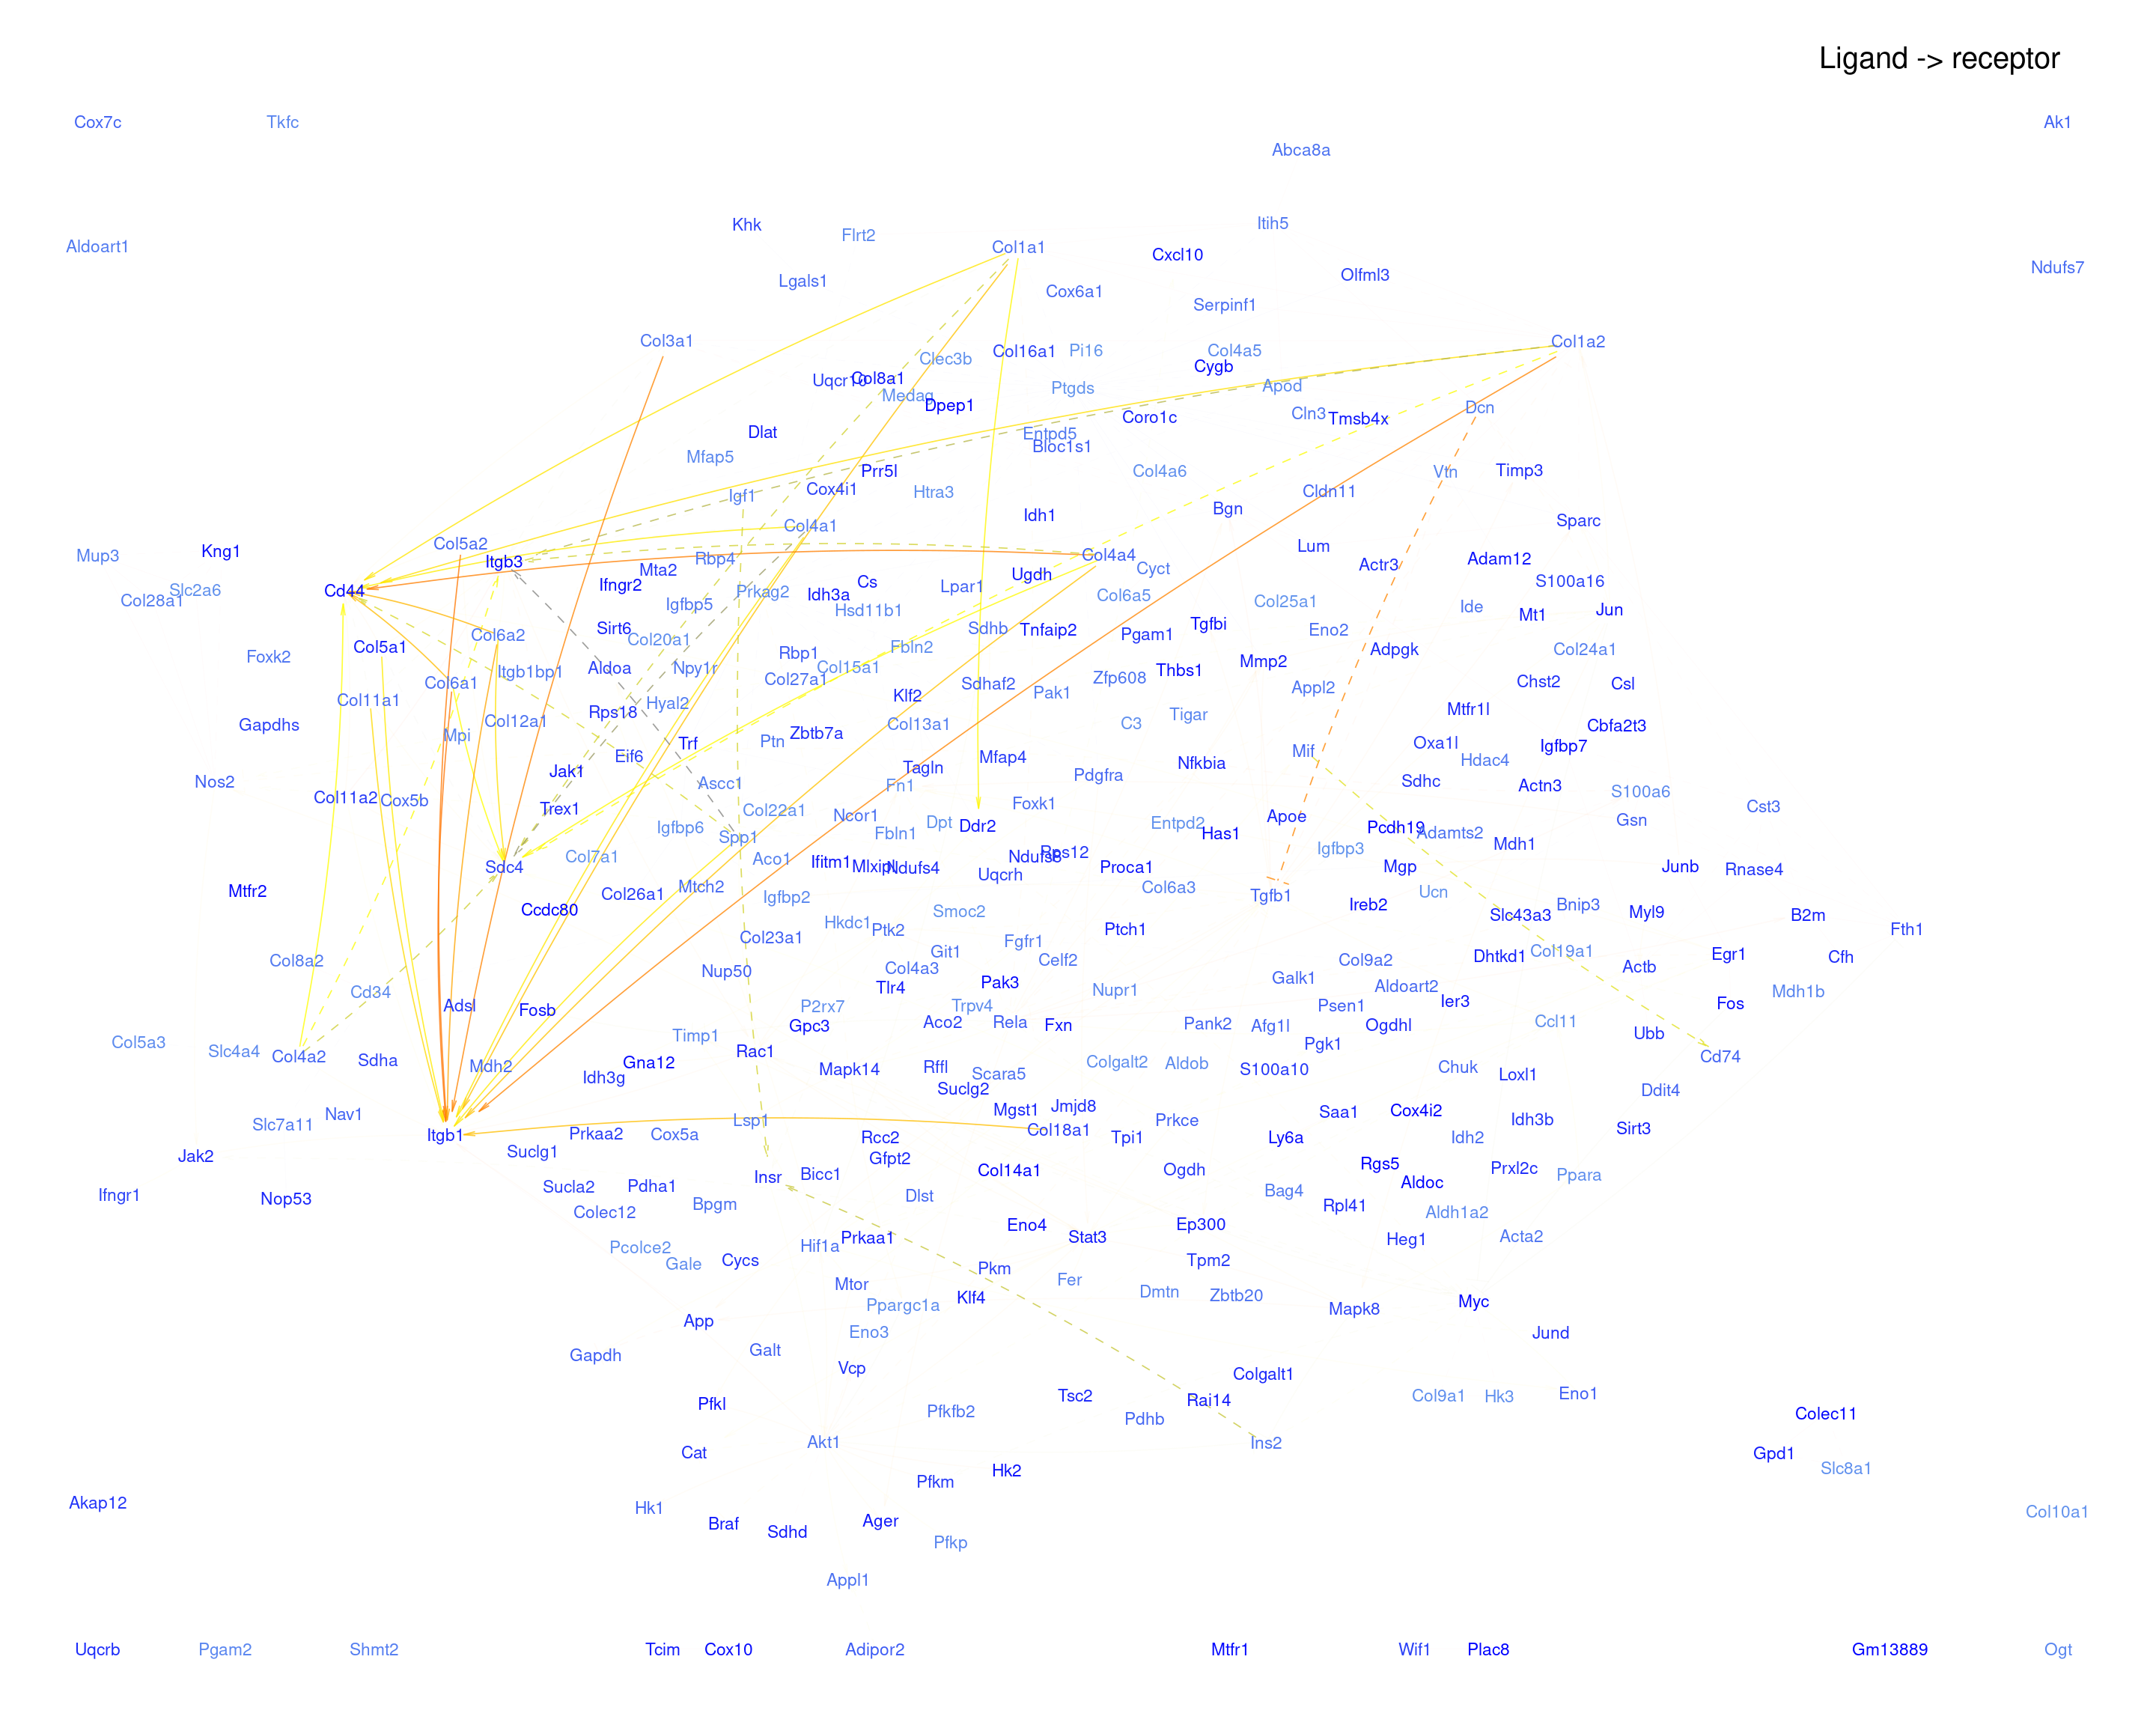 Ligand -> receptor
Cox7c
Tkfc
Ak1
Abca8a
Khk
Flrt2
Itih5
Aldoart1
Col1a1
Cxcl10
Ndufs7
Olfml3
Lgals1
Cox6a1
Serpinf1
Col3a1
Col1a2
Col16a1
Pi16
Col4a5
Clec3b
Cygb
Uqcr10
Col8a1
Ptgds
Apod
Medag
Dpep1
Dcn
Coro1c
Cln3
Tmsb4x
Dlat
Entpd5
Bloc1s1
Mfap5
Prr5l
Col4a6
Vtn
Timp3
Igf1
Cox4i1
Htra3
Cldn11
Idh1
Bgn
Col4a1
Sparc
Col5a2
Lum
Mup3
Kng1
Itgb3
Rbp4
Col4a4
Adam12
Mta2
Cyct
Actr3
Slc2a6
Cd44
Ifngr2
Prkag2
Idh3a
Cs
Lpar1
Ugdh
S100a16
Col28a1
Igfbp5
Hsd11b1
Col6a5
Col25a1
Ide
Mt1
Jun
Sirt6
Col6a2
Col20a1
Sdhb
Tnfaip2
Pgam1
Tgfbi
Eno2
Foxk2
Col5a1
Rbp1
Fbln2
Adpgk
Col24a1
Itgb1bp1
Aldoa
Npy1r
Col15a1
Col27a1
Zfp608
Thbs1
Mmp2
Col6a1
Sdhaf2
Pak1
Appl2
Chst2
Csl
Col11a1
Hyal2
Klf2
Gapdhs
Col12a1
Rps18
Col13a1
C3
Tigar
Mtfr1l
Cbfa2t3
Mpi
Trf
Ptn
Zbtb7a
Eif6
Mfap4
Mif
Oxa1l
Igfbp7
Hdac4
Nos2
Jak1
Ascc1
Tagln
Fn1
Pdgfra
Nfkbia
Sdhc
Actn3
S100a6
Col11a2
Cox5b
Trex1
Col22a1
Foxk1
Cst3
Igfbp6
Spp1
Ncor1
Fbln1
Dpt
Ddr2
Entpd2
Has1
Apoe
Pcdh19
Adamts2
Gsn
Col7a1
Aco1
Ifitm1
Rps12
Igfbp3
Mdh1
Sdc4
Ndufs4
Uqcrh
Proca1
Mgp
Junb
Rnase4
Mtfr2
Col26a1
Mtch2
Igfbp2
Col6a3
Tgfb1
Ucn
Ccdc80
Hkdc1
Ptk2
Smoc2
Ireb2
Slc43a3
Bnip3
Myl9
B2m
Fth1
Col23a1
Git1
Fgfr1
Ptch1
Col8a2
Nup50
Col4a3
Celf2
Col9a2
Dhtkd1
Col19a1
Actb
Egr1
Cfh
Cd34
Tlr4
Pak3
Nupr1
Galk1
Aldoart2
Mdh1b
Adsl
Fosb
P2rx7
Trpv4
Psen1
Ier3
Fos
Col5a3
Slc4a4
Col4a2
Sdha
Timp1
Gpc3
Aco2
Rela
Fxn
Pank2
Afg1l
Ogdhl
Ccl11
Ubb
Mdh2
Gna12
Rac1
Pgk1
Cd74
Idh3g
Mapk14
Rffl
Scara5
Colgalt2
Aldob
S100a10
Chuk
Loxl1
Suclg2
Ddit4
Slc7a11
Nav1
Lsp1
Mgst1
Jmjd8
Prkce
Saa1
Cox4i2
Idh3b
Itgb1
Prkaa2
Cox5a
Rcc2
Col18a1
Tpi1
Ly6a
Idh2
Sirt3
Jak2
Suclg1
Gfpt2
Col14a1
Ogdh
Rgs5
Prxl2c
Ppara
Ifngr1
Nop53
Sucla2
Pdha1
Insr
Bicc1
Dlst
Bag4
Aldoc
Colec12
Bpgm
Rpl41
Aldh1a2
Pcolce2
Gale
Cycs
Hif1a
Prkaa1
Eno4
Stat3
Ep300
Heg1
Acta2
Mtor
Pkm
Fer
Tpm2
Ppargc1a
Klf4
Dmtn
Zbtb20
Mapk8
Myc
App
Eno3
Jund
Gapdh
Galt
Vcp
Colgalt1
Pfkl
Pfkfb2
Tsc2
Rai14
Col9a1
Hk3
Eno1
Cat
Akt1
Pdhb
Ins2
Colec11
Gpd1
Slc8a1
Hk2
Pfkm
Akap12
Hk1
Braf
Sdhd
Ager
Pfkp
Col10a1
Appl1
Uqcrb
Pgam2
Shmt2
Tcim
Cox10
Adipor2
Mtfr1
Wif1
Plac8
Gm13889
Ogt